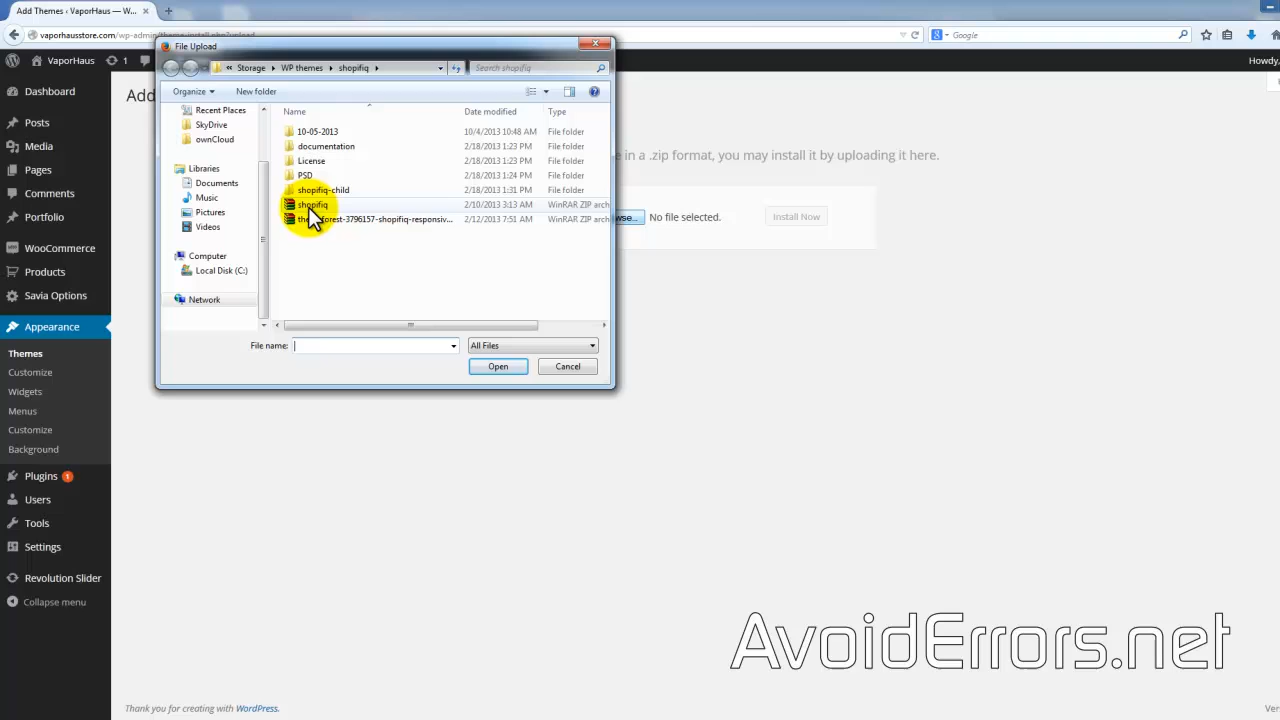 Add Themes ‹ VaporHaus — W...
vaporhausstore.com/wp-admin/theme-install.php?upload
Google
VaporHaus
1
Howdy,
Dashboard
Posts
Media
Pages
Comments
Portfolio
WooCommerce
Products
Savia Options
Appearance
Themes
Customize
Widgets
Menus
Customize
Background
Plugins 1
Users
Tools
Settings
Revolution Slider
Collapse menu
File Upload
« Storage WP themes shopifiq
Search shopifiq
Organize
New folder
Recent Places
SkyDrive
ownCloud
Libraries
Documents
Music
Pictures
Videos
Computer
Local Disk (C:)
Network
Name Date modified Type
10-05-2013 10/4/2013 10:48 AM File folder
documentation 2/18/2013 1:23 PM File folder
License 2/18/2013 1:23 PM File folder
PSD 2/18/2013 1:24 PM File folder
shopifiq-child 2/18/2013 1:31 PM File folder
shopifiq 2/10/2013 3:13 AM WinRAR ZIP arch
-3796157-shopifiq-responsiv... 2/12/2013 7:51 AM WinRAR ZIP arch
File name:
All Files
Open
Cancel
Add
e in a .zip format, you may install it by uploading it here.
No file selected.
Install Now
AvoidErrors.net
Thank you for creating with WordPress.
Ver